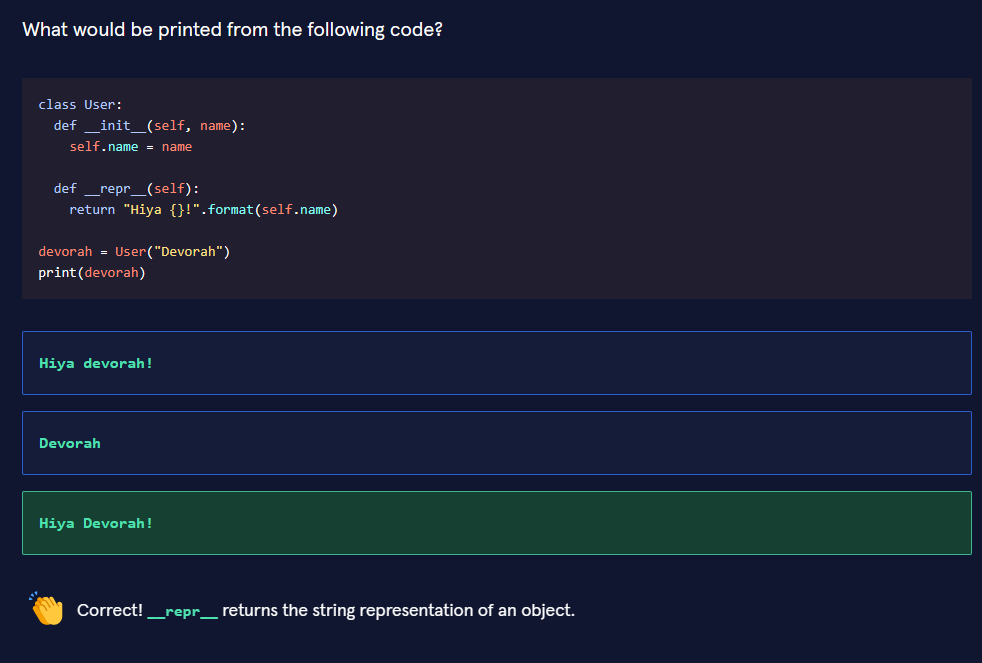 What would be printed from the following code?
class User:
  def __init__(self, name):
    self.name = name
  def __repr__(self):
    return "Hiya {}!".format(self.name)
devorah = User("Devorah")
print(devorah)
Hiya devorah!
Devorah
Hiya Devorah!
Correct! __repr__ returns the string representation of an object.